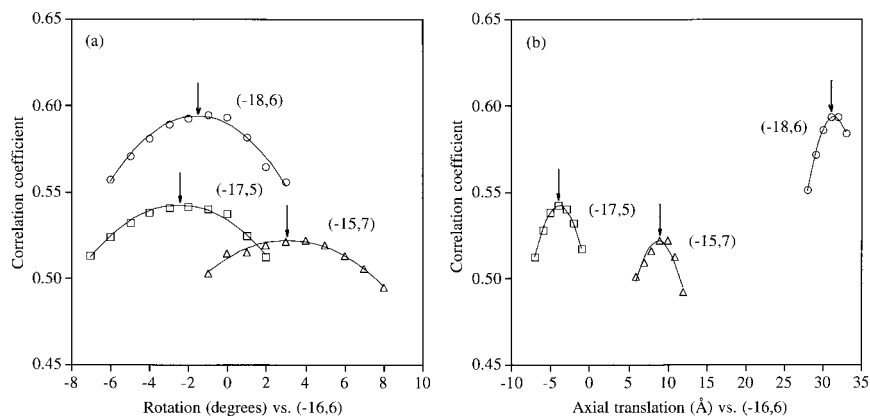 (a)
0.65
0.60
0.55
0.50
0.45
Correlation coefficient
(-18,6)
(-17,5)
(-15,7)
-8 -6 -4 -2 0 2 4 6 8 10
Rotation (degrees) vs. (-16,6)
(b)
0.65
0.60
0.55
0.50
0.45
Correlation coefficient
(-18,6)
(-17,5)
(-15,7)
-10 -5 0 5 10 15 20 25 30 35
Axial translation (Å) vs. (-16,6)